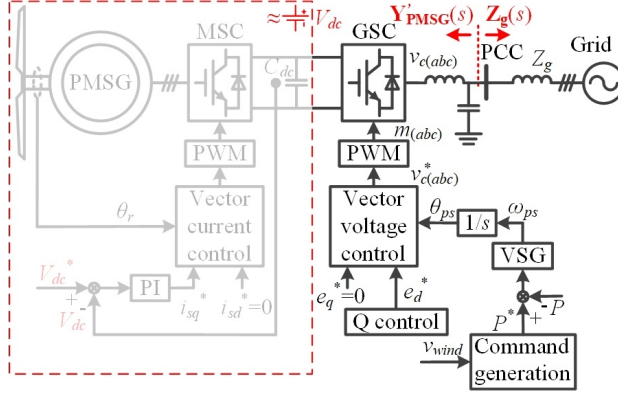 ≈ V_dc
Y'_PMSG(s) Z_g(s)
MSC
GSC
PCC
Grid
PMSG
C_dc
v_c(abc)
Z_g
m_(abc)
PWM
PWM
v_c(abc)^*
θ_r
Vector current control
Vector voltage control
θ_ps
1/s
ω_ps
VSG
V_dc^*
+
-
V_dc
PI
i_sq^*
i_sd^*=0
e_q^*=0
e_d^*
Q control
-P
P^*
+
v_wind
Command generation